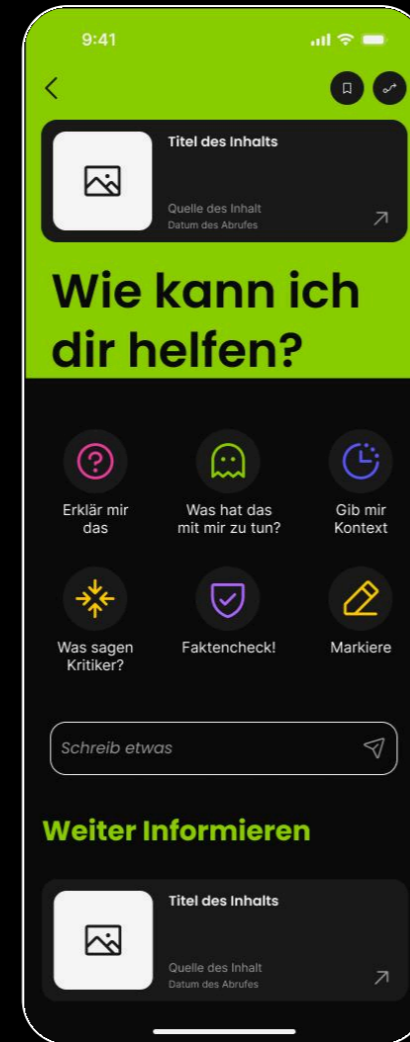 9:41
Titel des Inhalts
Quelle des Inhalt
Datum des Abrufes
Wie kann ich
dir helfen?
Erklär mir
das
Was hat das
mit mir zu tun?
Gib mir
Kontext
Was sagen
Kritiker?
Faktencheck!
Markiere
Schreib etwas
Weiter Informieren
Titel des Inhalts
Quelle des Inhalt
Datum des Abrufes